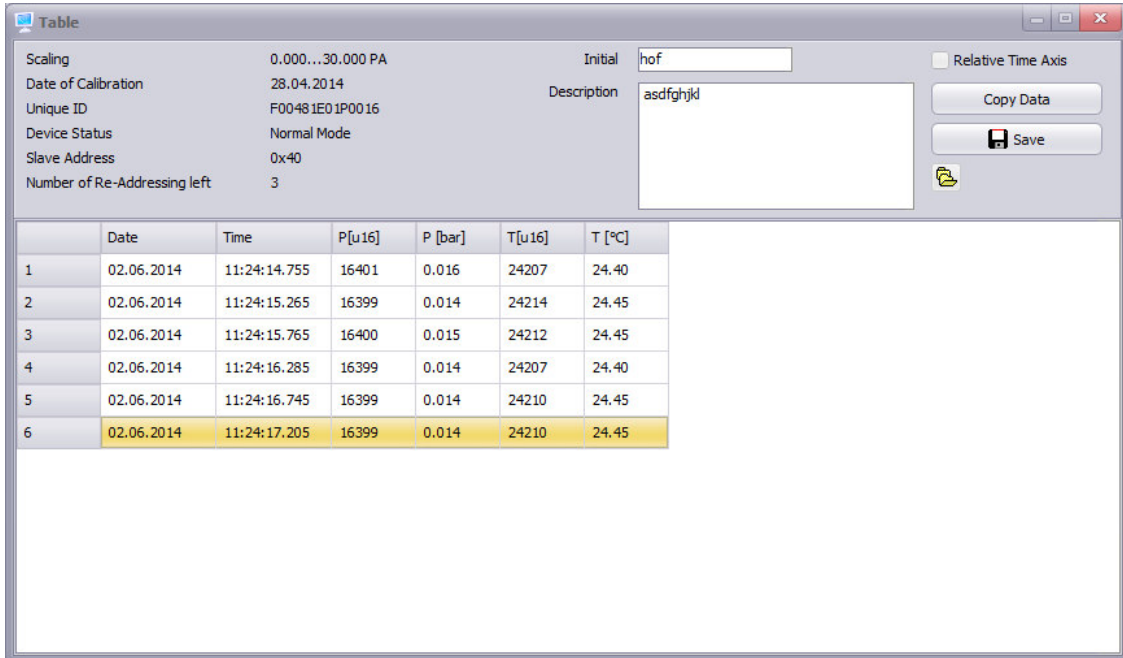 Table
Scaling 0.000...30.000 PA
Date of Calibration 28.04.2014
Unique ID F00481E01P0016
Device Status Normal Mode
Slave Address 0x40
Number of Re-Addressing left 3
Initial hof
Description asdfghjkl
Relative Time Axis
Copy Data
Save
Date Time P[u16] P [bar] T[u16] T [°C]
1 02.06.2014 11:24:14.755 16401 0.016 24207 24.40
2 02.06.2014 11:24:15.265 16399 0.014 24214 24.45
3 02.06.2014 11:24:15.765 16400 0.015 24212 24.45
4 02.06.2014 11:24:16.285 16399 0.014 24207 24.40
5 02.06.2014 11:24:16.745 16399 0.014 24210 24.45
6 02.06.2014 11:24:17.205 16399 0.014 24210 24.45